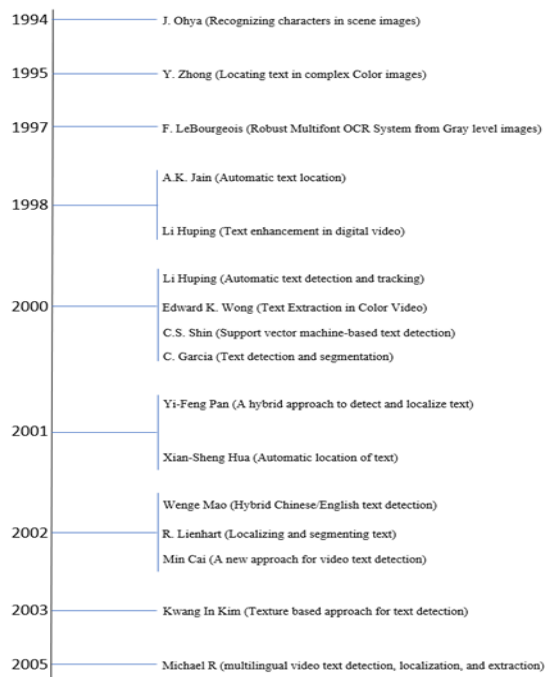 1994
J. Ohya (Recognizing characters in scene images)
1995
Y. Zhong (Locating text in complex Color images)
1997
F. LeBourgeois (Robust Multifont OCR System from Gray level images)
1998
A.K. Jain (Automatic text location)
Li Huping (Text enhancement in digital video)
2000
Li Huping (Automatic text detection and tracking)
Edward K. Wong (Text Extraction in Color Video)
C.S. Shin (Support vector machine-based text detection)
C. Garcia (Text detection and segmentation)
2001
Yi-Feng Pan (A hybrid approach to detect and localize text)
Xian-Sheng Hua (Automatic location of text)
2002
Wenge Mao (Hybrid Chinese/English text detection)
R. Lienhart (Localizing and segmenting text)
Min Cai (A new approach for video text detection)
2003
Kwang In Kim (Texture based approach for text detection)
2005
Michael R (multilingual video text detection, localization, and extraction)